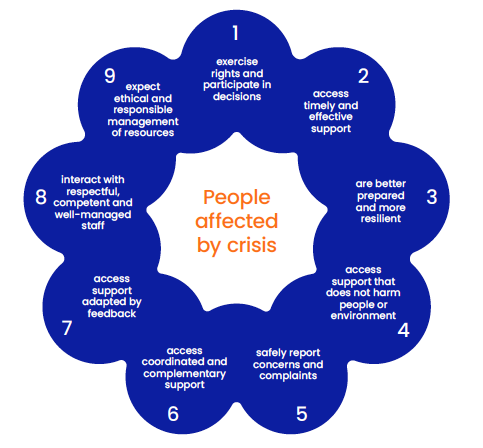 1
exercise
rights and
participate in
decisions
2
access
timely and
effective
support
3
are better
prepared
and more
resilient
4
access
support that
does not harm
people or
environment
5
safely report
concerns and
complaints
6
access
coordinated and
complementary
support
7
access
support
adapted by
feedback
8
interact with
respectful,
competent and
well-managed
staff
9
expect
ethical and
responsible
management
of resources
People
affected
by crisis